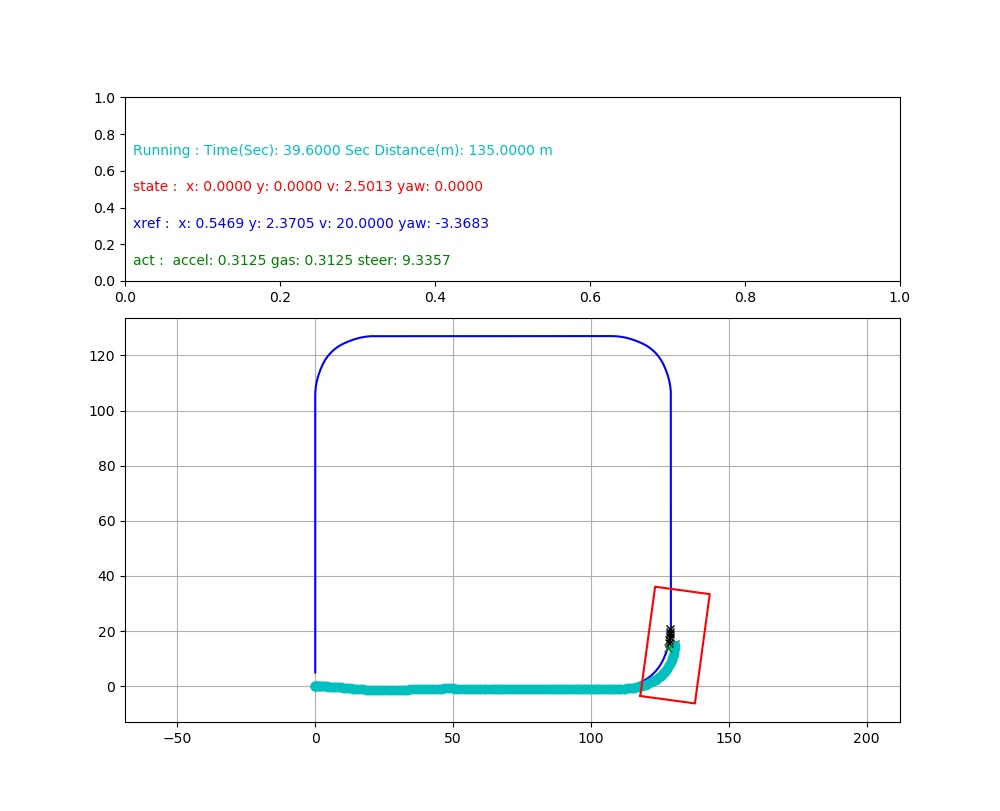 1.0
0.8
Running : Time(Sec): 39.6000 Sec Distance(m): 135.0000 m
0.6
state :  x: 0.0000 y: 0.0000 v: 2.5013 yaw: 0.0000
0.4
xref :  x: 0.5469 y: 2.3705 v: 20.0000 yaw: -3.3683
0.2
act :  accel: 0.3125 gas: 0.3125 steer: 9.3357
0.0
0.0 0.2 0.4 0.6 0.8 1.0
120
100
80
60
40
20
0
−50 0 50 100 150 200